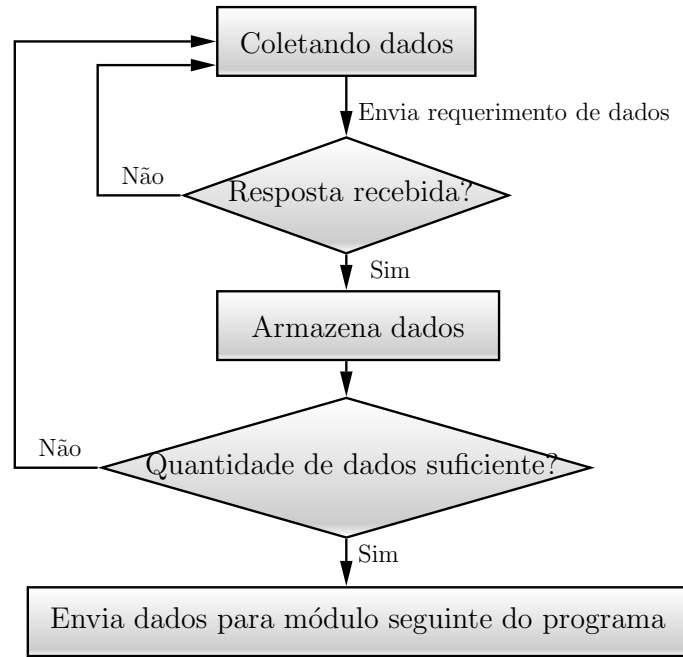 Coletando dados
Envia requerimento de dados
Não
Resposta recebida?
Sim
Armazena dados
Não
Quantidade de dados suficiente?
Sim
Envia dados para módulo seguinte do programa